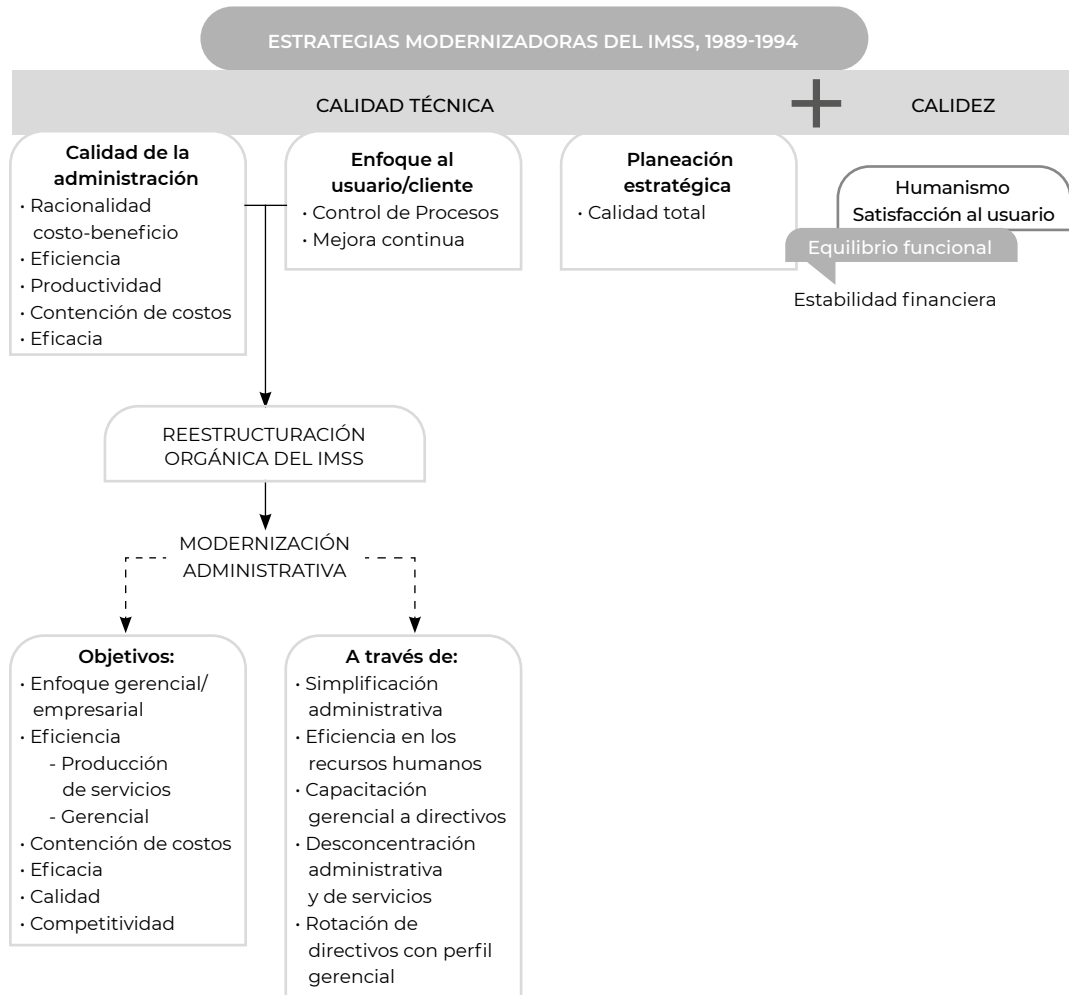 ESTRATEGIAS MODERNIZADORAS DEL IMSS, 1989-1994
CALIDAD TÉCNICA
+
CALIDEZ
Calidad de la
administración
· Racionalidad
costo-beneficio
· Eficiencia
· Productividad
· Contención de costos
· Eficacia
Enfoque al
usuario/cliente
· Control de Procesos
· Mejora continua
Planeación
estratégica
· Calidad total
Humanismo
Satisfacción al usuario
Equilibrio funcional
Estabilidad financiera
REESTRUCTURACIÓN
ORGÁNICA DEL IMSS
MODERNIZACIÓN
ADMINISTRATIVA
Objetivos:
· Enfoque gerencial/
empresarial
· Eficiencia
- Producción
de servicios
- Gerencial
· Contención de costos
· Eficacia
· Calidad
· Competitividad
A través de:
· Simplificación
administrativa
· Eficiencia en los
recursos humanos
· Capacitación
gerencial a directivos
· Desconcentración
administrativa
y de servicios
· Rotación de
directivos con perfil
gerencial